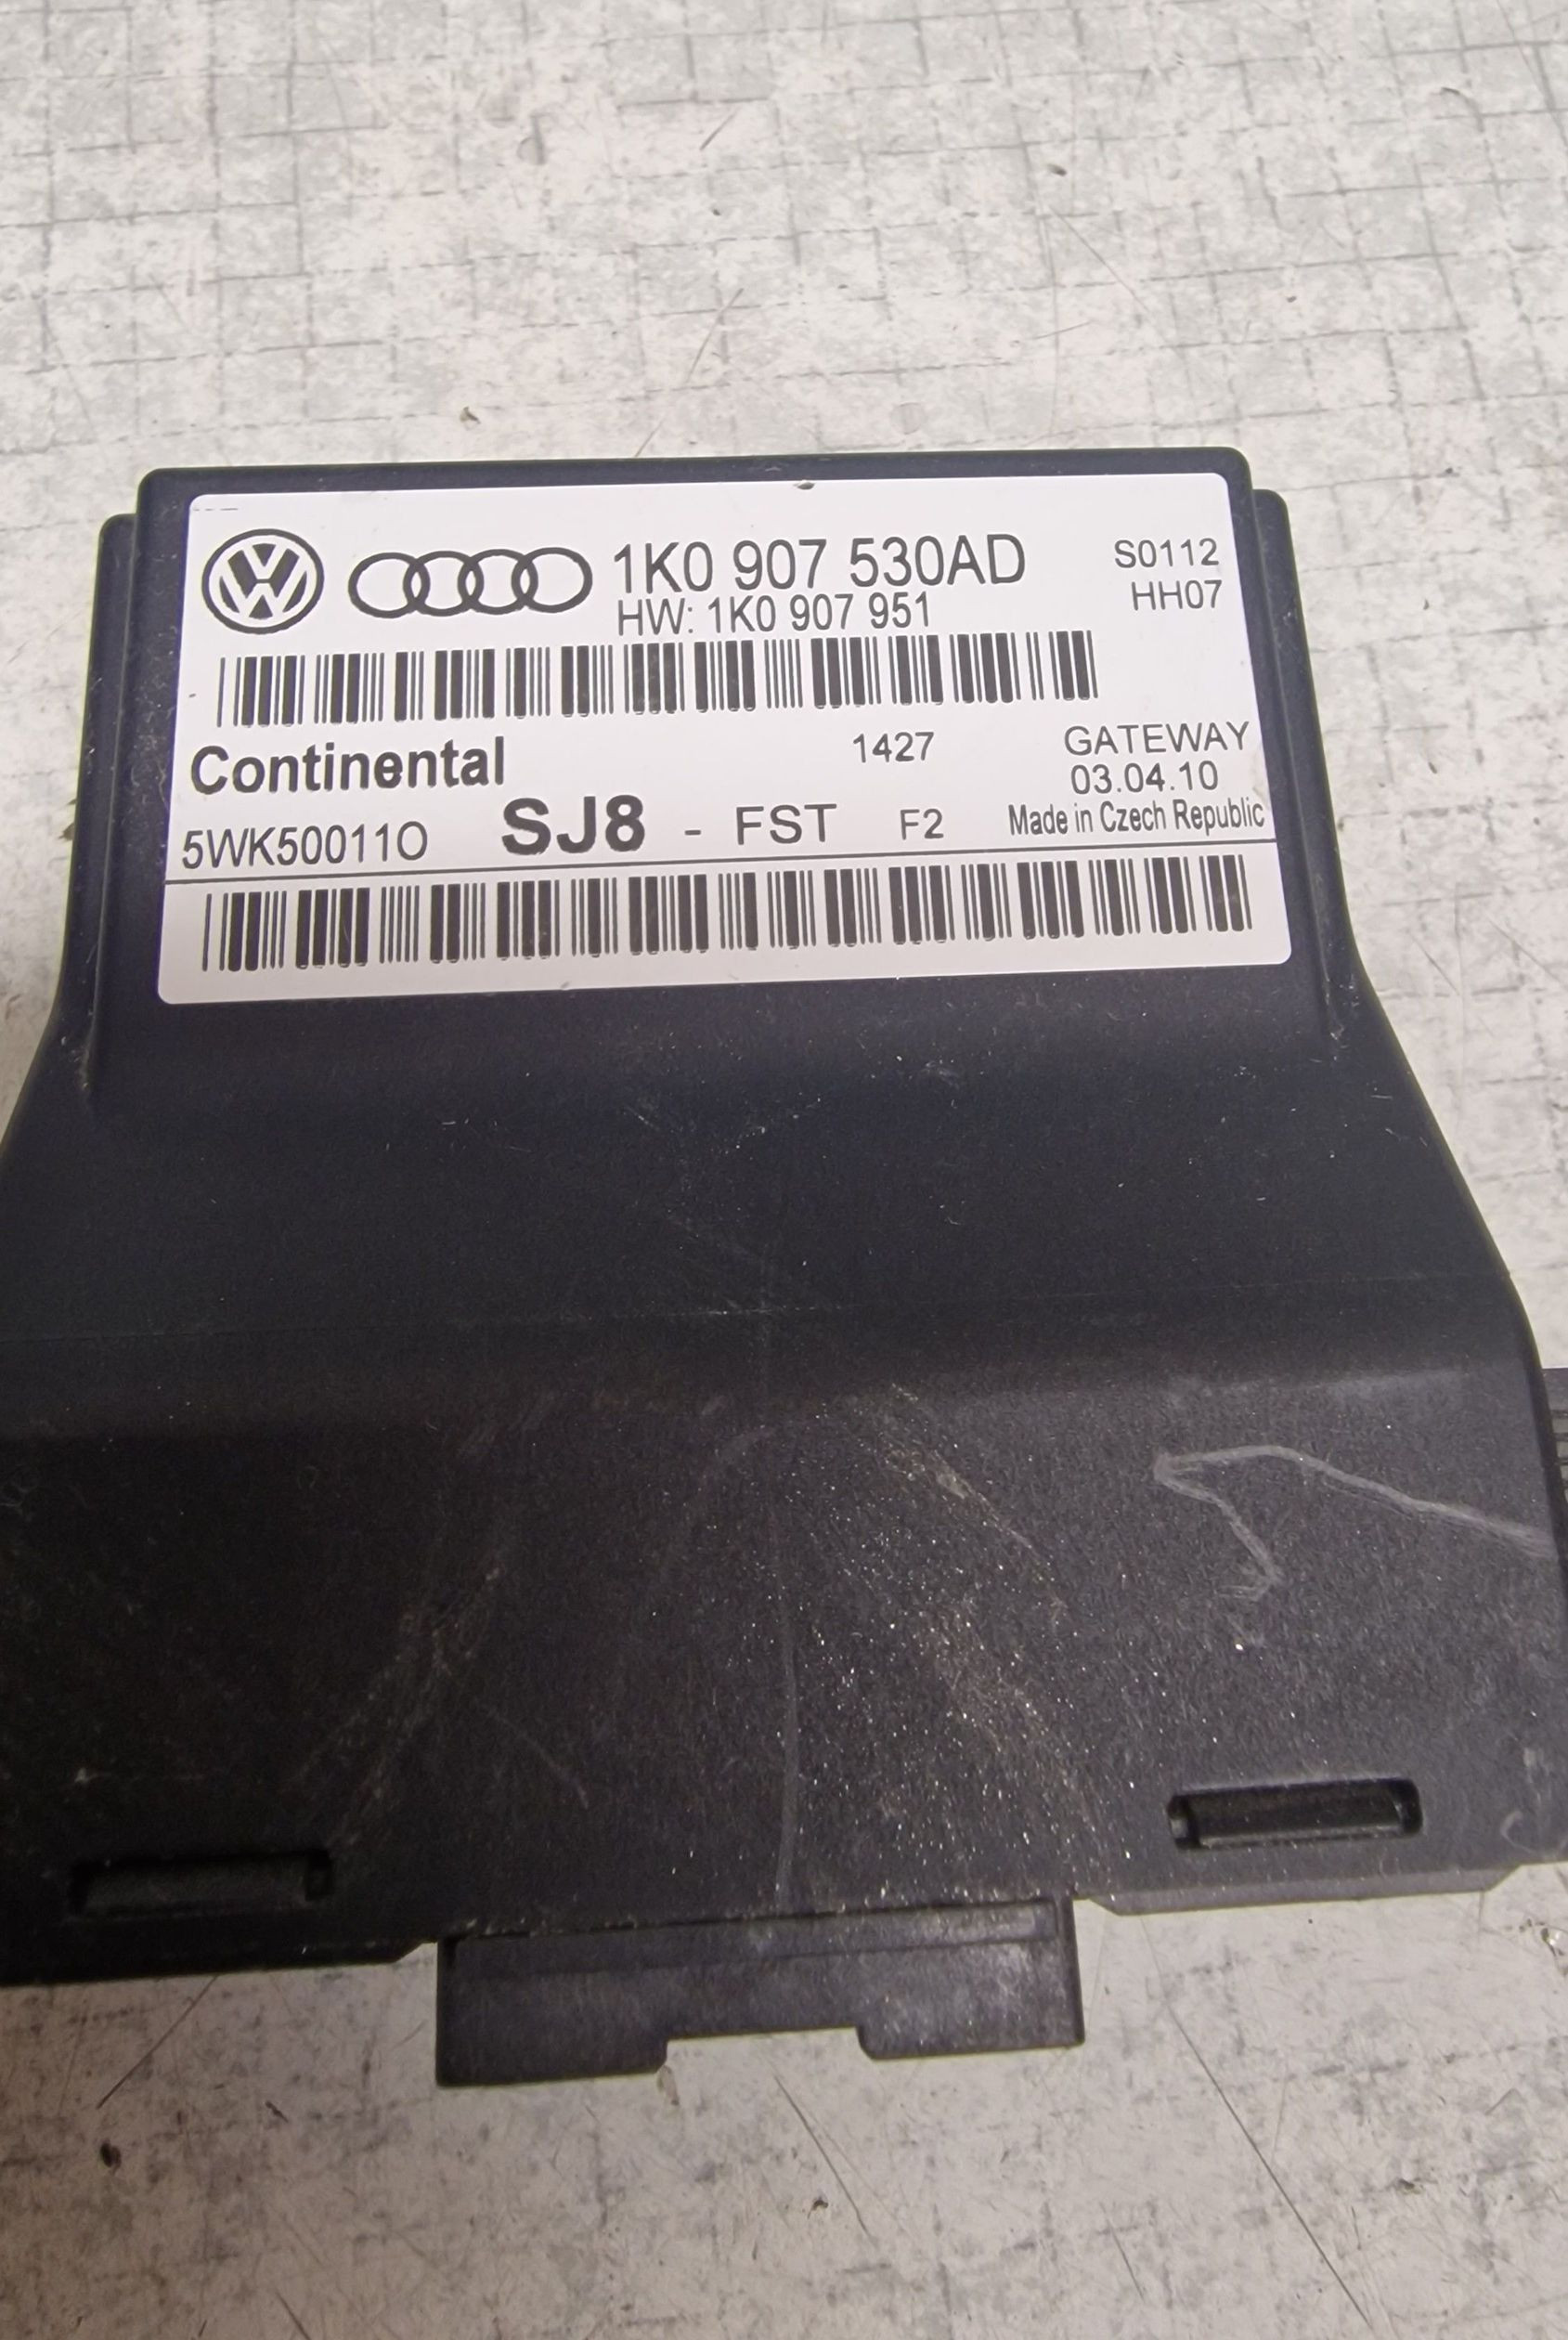 1K0 907 530AD
HW: 1K0 907 951
S0112
HH07
Continental
1427
GATEWAY
03.04.10
5WK50011O
SJ8 - FST F2
Made in Czech Republic